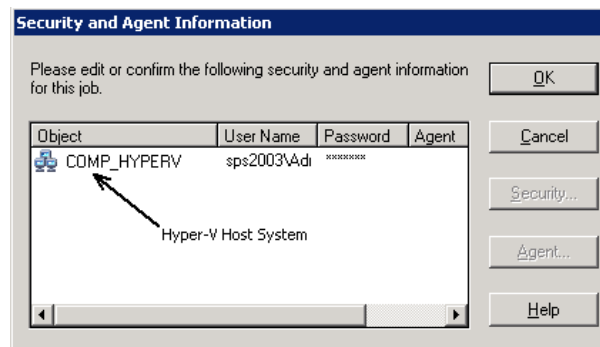 Security and Agent Information
Please edit or confirm the following security and agent information
for this job.
OK
Object User Name Password Agent
Cancel
COMP_HYPERV sps2003\Adı ×××××××
Security...
Hyper-V Host System
Agent...
Help